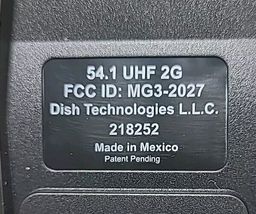 54.1 UHF 2G
FCC ID: MG3-2027
Dish Technologies L.L.C.
218252
Made in Mexico
Patent Pending